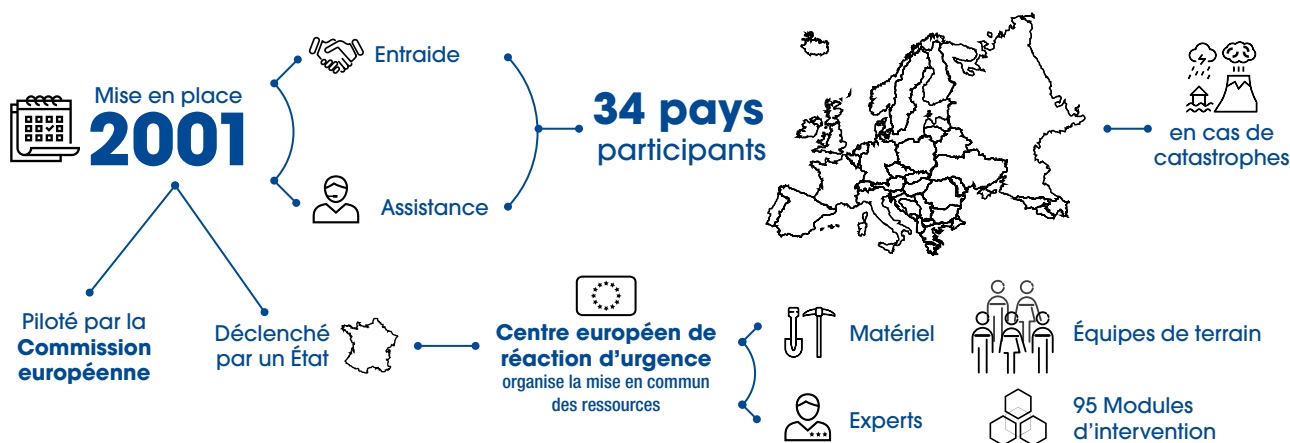 Mise en place
2001
Entraide
Assistance
34 pays
participants
en cas de
catastrophes
Piloté par la
Commission
européenne
Déclenché
par un État
Centre européen de
réaction d'urgence
organise la mise en commun
des ressources
Matériel
Experts
Équipes de terrain
95 Modules
d'intervention